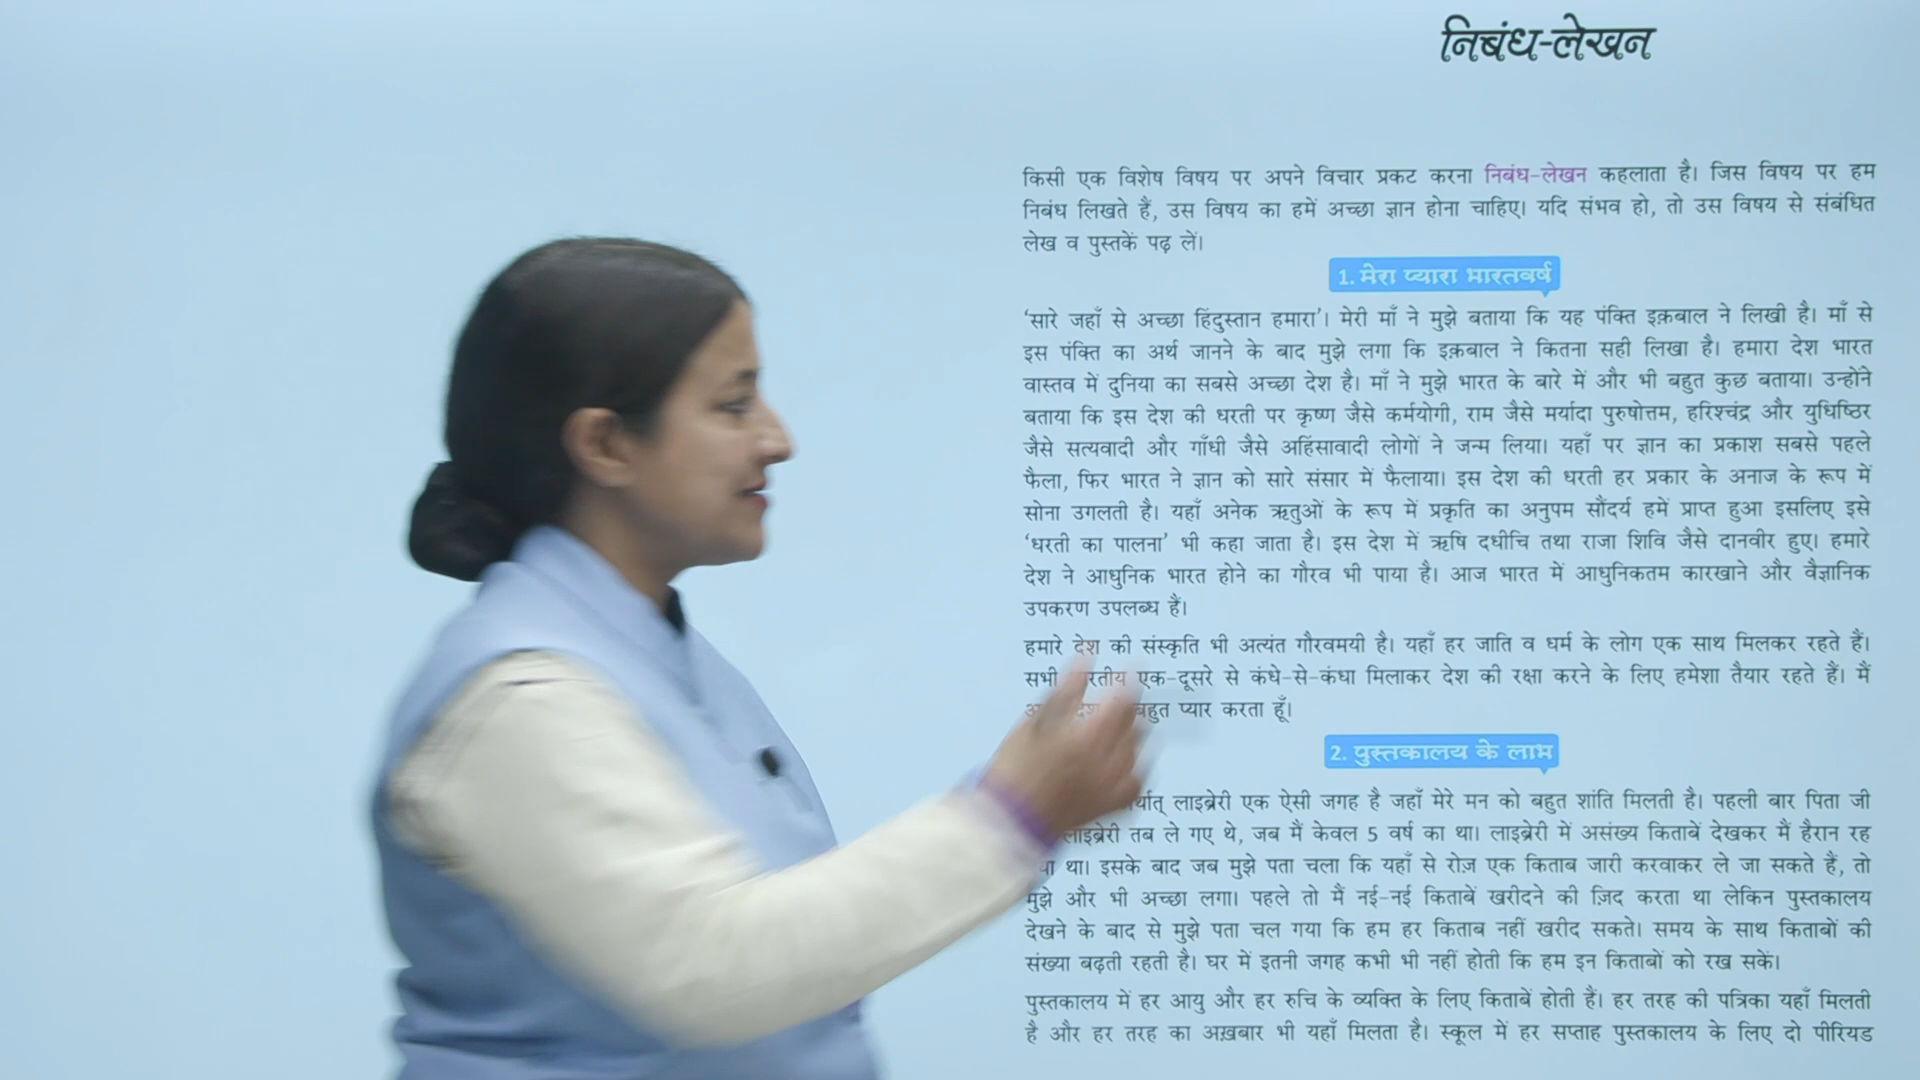 निबंध-लेखन
किसी एक विशेष विषय पर अपने विचार प्रकट करना निबंध-लेखन कहलाता है। जिस विषय पर हम
निबंध लिखते हैं, उस विषय का हमें अच्छा ज्ञान होना चाहिए। यदि संभव हो, तो उस विषय से संबंधित
लेख व पुस्तकें पढ़ लें।
1. मेरा प्यारा भारतवर्ष
‘सारे जहाँ से अच्छा हिंदुस्तान हमारा’। मेरी माँ ने मुझे बताया कि यह पंक्ति इक़बाल ने लिखी है। माँ से
इस पंक्ति का अर्थ जानने के बाद मुझे लगा कि इक़बाल ने कितना सही लिखा है। हमारा देश भारत
वास्तव में दुनिया का सबसे अच्छा देश है। माँ ने मुझे भारत के बारे में और भी बहुत कुछ बताया। उन्होंने
बताया कि इस देश की धरती पर कृष्ण जैसे कर्मयोगी, राम जैसे मर्यादा पुरुषोत्तम, हरिश्चंद्र और युधिष्ठिर
जैसे सत्यवादी और गाँधी जैसे अहिंसावादी लोगों ने जन्म लिया। यहाँ पर ज्ञान का प्रकाश सबसे पहले
फैला, फिर भारत ने ज्ञान को सारे संसार में फैलाया। इस देश की धरती हर प्रकार के अनाज के रूप में
सोना उगलती है। यहाँ अनेक ऋतुओं के रूप में प्रकृति का अनुपम सौंदर्य हमें प्राप्त हुआ इसलिए इसे
‘धरती का पालना’ भी कहा जाता है। इस देश में ऋषि दधीचि तथा राजा शिवि जैसे दानवीर हुए। हमारे
देश ने आधुनिक भारत होने का गौरव भी पाया है। आज भारत में आधुनिकतम कारखाने और वैज्ञानिक
उपकरण उपलब्ध हैं।
हमारे देश की संस्कृति भी अत्यंत गौरवमयी है। यहाँ हर जाति व धर्म के लोग एक साथ मिलकर रहते हैं।
सभी एक-दूसरे से कंधे-से-कंधा मिलाकर देश की रक्षा करने के लिए हमेशा तैयार रहते हैं। मैं
बहुत प्यार करता हूँ।
2. पुस्तकालय के लाभ
लाइब्रेरी एक ऐसी जगह है जहाँ मेरे मन को बहुत शांति मिलती है। पहली बार पिता जी
लाइब्रेरी तब ले गए थे, जब मैं केवल 5 वर्ष का था। लाइब्रेरी में असंख्य किताबें देखकर मैं हैरान रह
था। इसके बाद जब मुझे पता चला कि यहाँ से रोज़ एक किताब जारी करवाकर ले जा सकते हैं, तो
मुझे और भी अच्छा लगा। पहले तो मैं नई-नई किताबें खरीदने की ज़िद करता था लेकिन पुस्तकालय
देखने के बाद से मुझे पता चल गया कि हम हर किताब नहीं खरीद सकते। समय के साथ किताबों की
संख्या बढ़ती रहती है। घर में इतनी जगह कभी भी नहीं होती कि हम इन किताबों को रख सकें।
पुस्तकालय में हर आयु और हर रुचि के व्यक्ति के लिए किताबें होती हैं। हर तरह की पत्रिका यहाँ मिलती
है और हर तरह का अख़बार भी यहाँ मिलता है। स्कूल में हर सप्ताह पुस्तकालय के लिए दो पीरियड